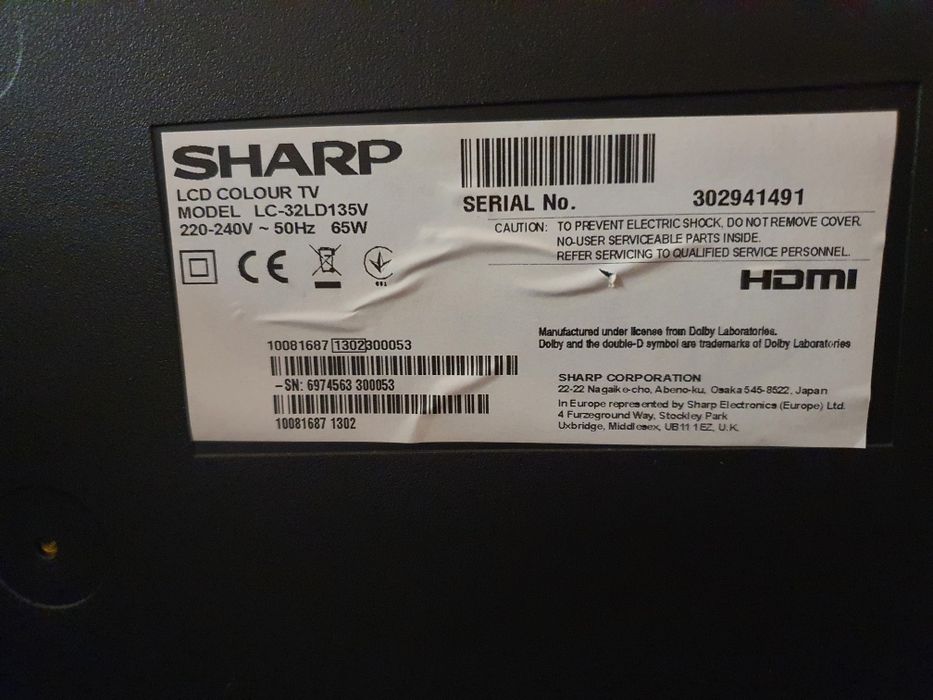 SHARP
LCD COLOUR TV
MODEL LC-32LD135V
220-240V ~ 50Hz 65W
SERIAL No. 302941491
CAUTION: TO PREVENT ELECTRIC SHOCK, DO NOT REMOVE COVER.
NO-USER SERVICEABLE PARTS INSIDE.
REFER SERVICING TO QUALIFIED SERVICE PERSONNEL.
CE
HDMI
10081687 1302300053
-SN: 6974563 300053
10081687 1302
Manufactured under license from Dolby Laboratories.
Dolby and the double-D symbol are trademarks of Dolby Laboratories
SHARP CORPORATION
22-22 Nagaike-cho, Abeno-ku, Osaka 545-8522, Japan
In Europe represented by Sharp Electronics (Europe) Ltd.
4 Furzeground Way, Stockley Park
Uxbridge, Middlesex, UB11 1EZ, U.K.